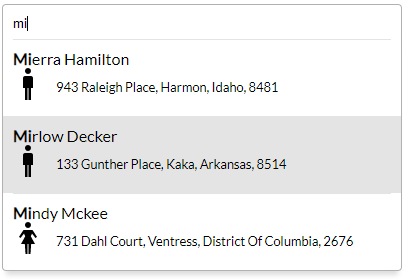 mi
Mierra Hamilton
943 Raleigh Place, Harmon, Idaho, 8481
Mirlow Decker
133 Gunther Place, Kaka, Arkansas, 8514
Mindy Mckee
731 Dahl Court, Ventress, District Of Columbia, 2676